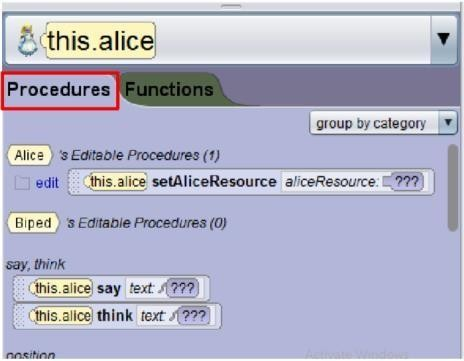 this.alice
Procedures Functions
group by category
Alice 's Editable Procedures (1)
edit this.alice setAliceResource aliceResource: ???
Biped 's Editable Procedures (0)
say, think
this.alice say text: ???
this.alice think text: ???
position
Activate Windows